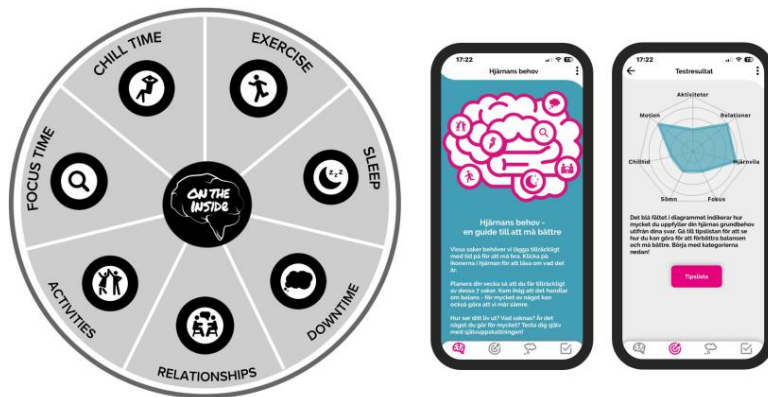 CHILL TIME
EXERCISE
FOCUS TIME
SLEEP
ON THE
INSIDE
ACTIVITIES
DOWNTIME
RELATIONSHIPS
17:22
Hjärnans behov
Hjärnans behov -
en guide till att må bättre
Vissa saker behöver vi lägga tillräckligt
med tid på för att må bra. Klicka på
ikonerna i hjärnan för att läsa om vad det
är.
Planera din vecka så att du får tillräckligt
av dessa 7 saker. Kom ihåg att det handlar
om balans - för mycket av något kan
också göra att vi mår sämre.
Hur ser ditt liv ut? Vad saknas? Är det
något du gör för mycket? Testa dig själv
med självuppskattningen!
17:22
Testresultat
Aktiviteter
Motion
Relationer
Chilltid
Hjärnvila
Sömn
Fokus
Det blå fältet i diagrammet indikerar hur
mycket du uppfyller din hjärnas grundbehov
utifrån dina svar. Gå till tipslistan för att se
hur du kan göra för att förbättra balansen
och må bättre. Börja med kategorierna
nedan!
Tipslista